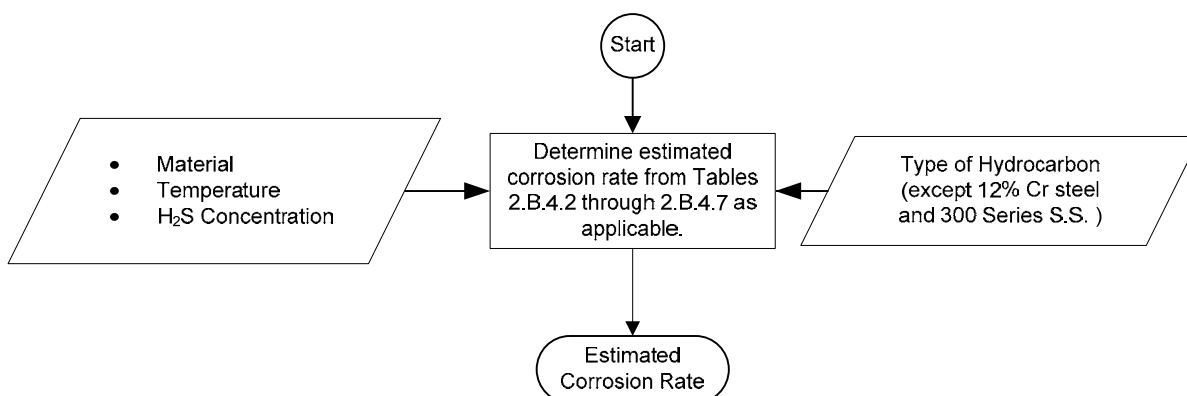 Start
• Material
• Temperature
• H₂S Concentration
Determine estimated
corrosion rate from Tables
2.B.4.2 through 2.B.4.7 as
applicable.
Type of Hydrocarbon
(except 12% Cr steel
and 300 Series S.S. )
Estimated
Corrosion Rate